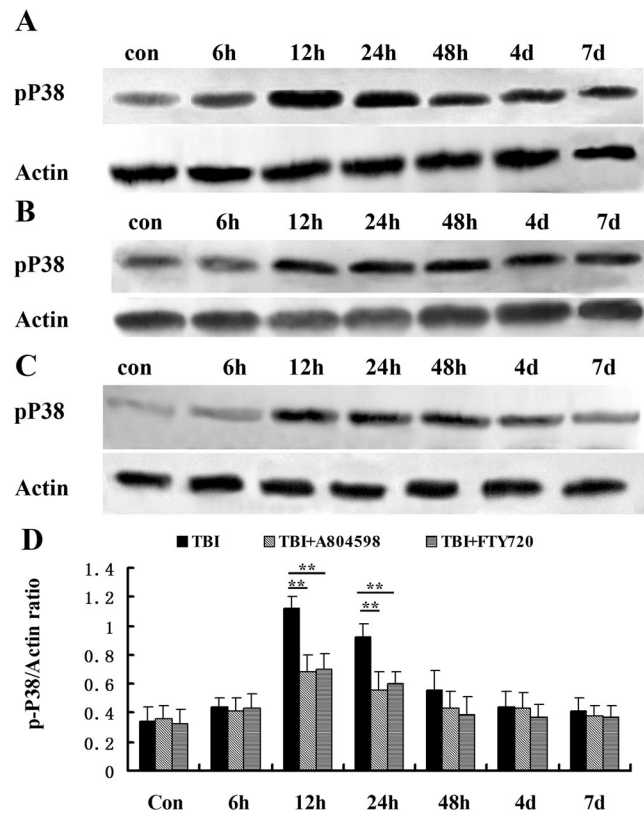 A
con 6h 12h 24h 48h 4d 7d
pP38
Actin
B
con 6h 12h 24h 48h 4d 7d
pP38
Actin
C
con 6h 12h 24h 48h 4d 7d
pP38
Actin
D
TBI TBI+A804598 TBI+FTY720
p-P38/Actin ratio
1.4
1.2
1
0.8
0.6
0.4
0.2
0
** **
** **
Con 6h 12h 24h 48h 4d 7d